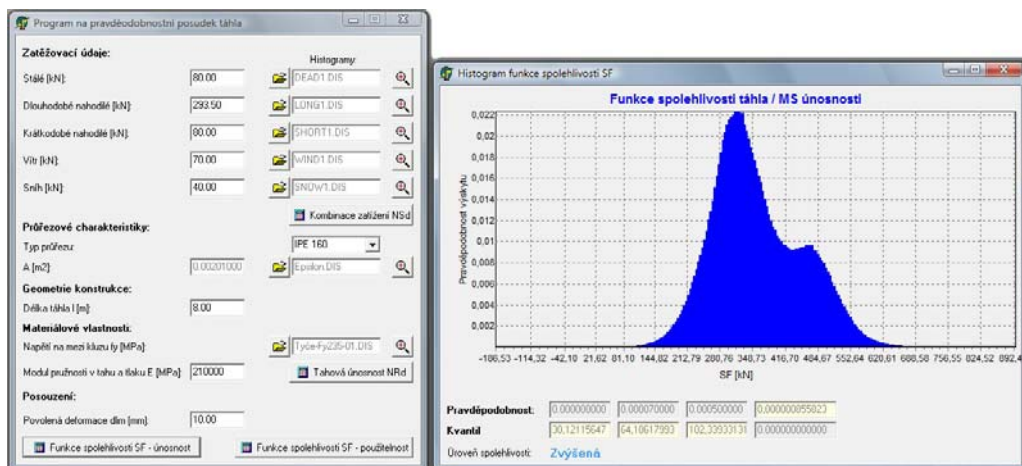 Program na pravděodobnostní posudek táhla
Zatěžovací údaje:
Histogramy
Stálé [kN]: 80.00 DEAD1.DIS
Dlouhodobé nahodilé [kN]: 293.50 LONG1.DIS
Krátkodobé nahodilé [kN]: 80.00 SHORT1.DIS
Vítr [kN]: 70.00 WIND1.DIS
Sníh [kN]: 40.00 SNOW1.DIS
Kombinace zatížení NSd
Průřezové charakteristiky:
Typ průřezu: IPE 160
A [m2]: 0.00201000 Epsilon.DIS
Geometrie konstrukce:
Délka táhla l [m]: 8.00
Materiálové vlastnosti:
Napětí na mezi kluzu fy [MPa]: Tyče-Fy235-01.DIS
Modul pružnosti v tahu a tlaku E [MPa]: 210000 Tahová únosnost NRd
Posouzení:
Povolená deformace dlm [mm]: 10.00
Funkce spolehlivosti SF - únosnost Funkce spolehlivosti SF - použitelnost
Histogram funkce spolehlivosti SF
Funkce spolehlivosti táhla / MS únosnosti
Pravděpodobnost výskytu
0,022
0,02
0,018
0,016
0,014
0,012
0,01
0,008
0,006
0,004
0,002
-186,53 -114,32 -42,10 21,62 81,10 144,82 212,79 280,76 348,73 416,70 484,67 552,64 620,61 688,58 756,55 824,52 892,4
SF [kN]
Pravděpodobnost: 0.000000000 0.000070000 0.000500000 0.000000855823
Kvantil 30,12115647 64,10617993 102,33933131 0.000000000000
Úroveň spolehlivosti: Zvýšená